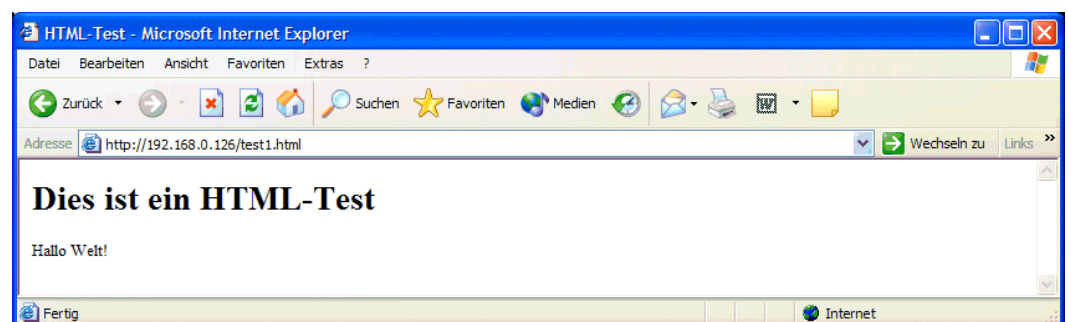 HTML-Test - Microsoft Internet Explorer
Datei Bearbeiten Ansicht Favoriten Extras ?
Zurück Suchen Favoriten Medien W
Adresse http://192.168.0.126/test1.html Wechseln zu Links »
Dies ist ein HTML-Test
Hallo Welt!
Fertig Internet